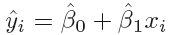 ŷᵢ = β̂₀ + β̂₁xᵢ